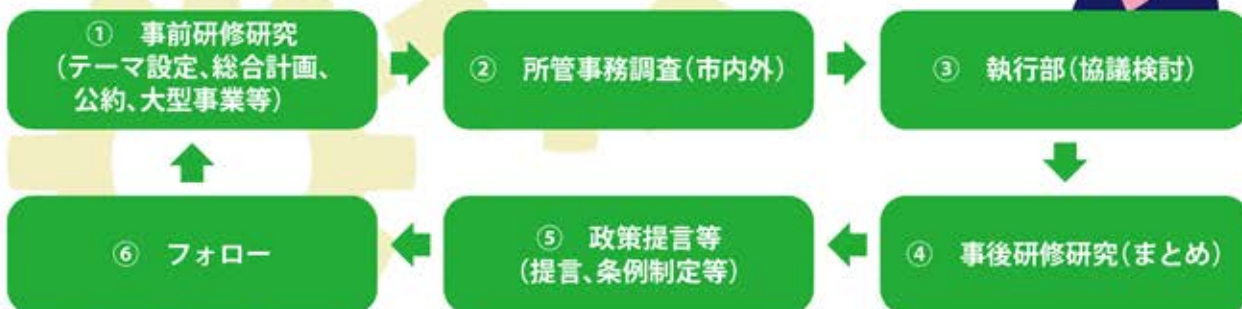 ① 事前研修研究
(テーマ設定、総合計画、
公約、大型事業等)
② 所管事務調査(市内外)
③ 執行部(協議検討)
④ 事後研修研究(まとめ)
⑤ 政策提言等
(提言、条例制定等)
⑥ フォロー